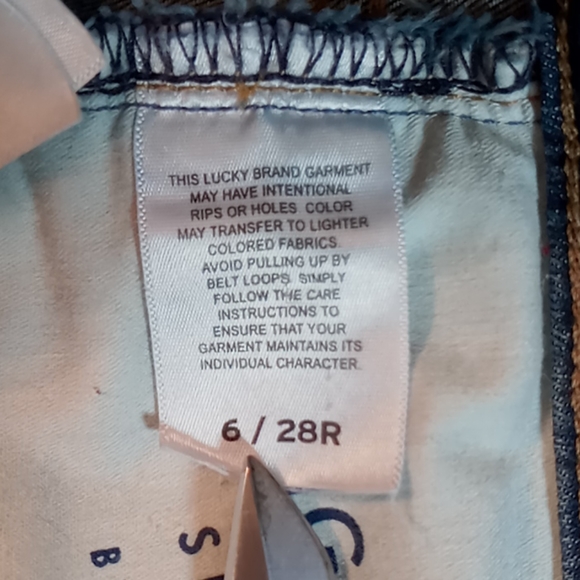 THIS LUCKY BRAND GARMENT
MAY HAVE INTENTIONAL
RIPS OR HOLES. COLOR
MAY TRANSFER TO LIGHTER
COLORED FABRICS.
AVOID PULLING UP BY
BELT LOOPS. SIMPLY
FOLLOW THE CARE
INSTRUCTIONS TO
ENSURE THAT YOUR
GARMENT MAINTAINS ITS
INDIVIDUAL CHARACTER.
6 / 28R
G
S
B